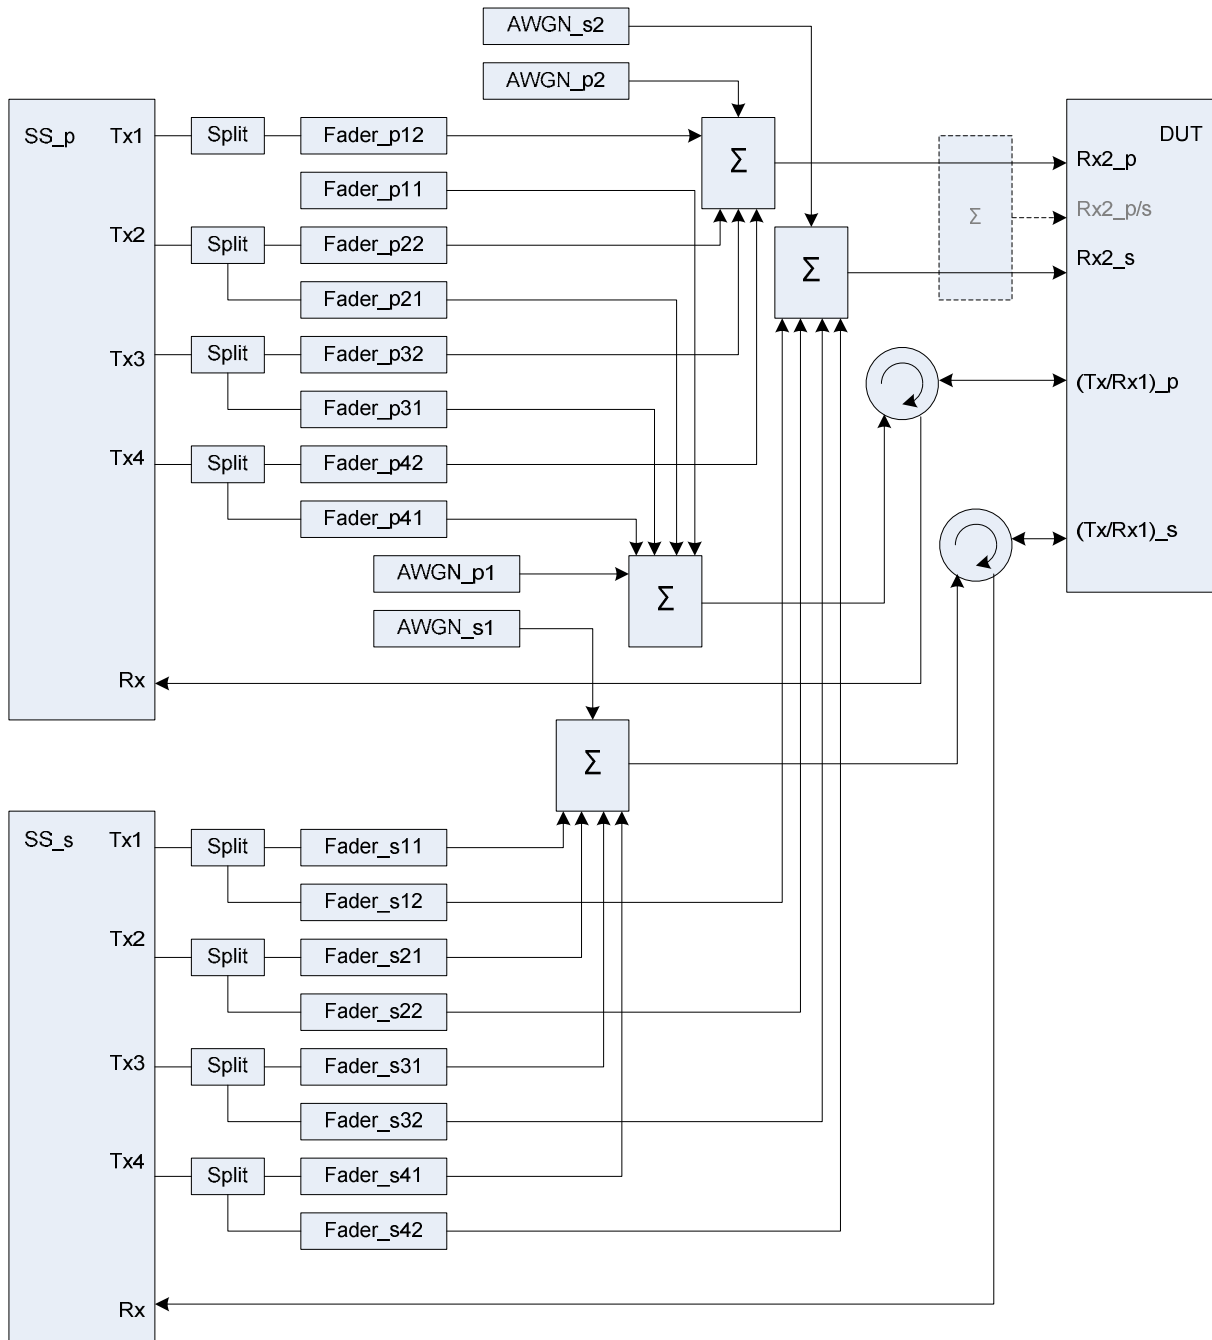 AWGN_s2
AWGN_p2
SS_p
Tx1
Split
Fader_p12
Σ
DUT
Rx2_p
Fader_p11
Σ
Rx2_p/s
Tx2
Split
Fader_p22
Σ
Rx2_s
Fader_p21
Tx3
Split
Fader_p32
(Tx/Rx1)_p
Fader_p31
Tx4
Split
Fader_p42
Fader_p41
(Tx/Rx1)_s
AWGN_p1
Σ
AWGN_s1
Rx
Σ
SS_s
Tx1
Split
Fader_s11
Fader_s12
Tx2
Split
Fader_s21
Fader_s22
Tx3
Split
Fader_s31
Fader_s32
Tx4
Split
Fader_s41
Fader_s42
Rx